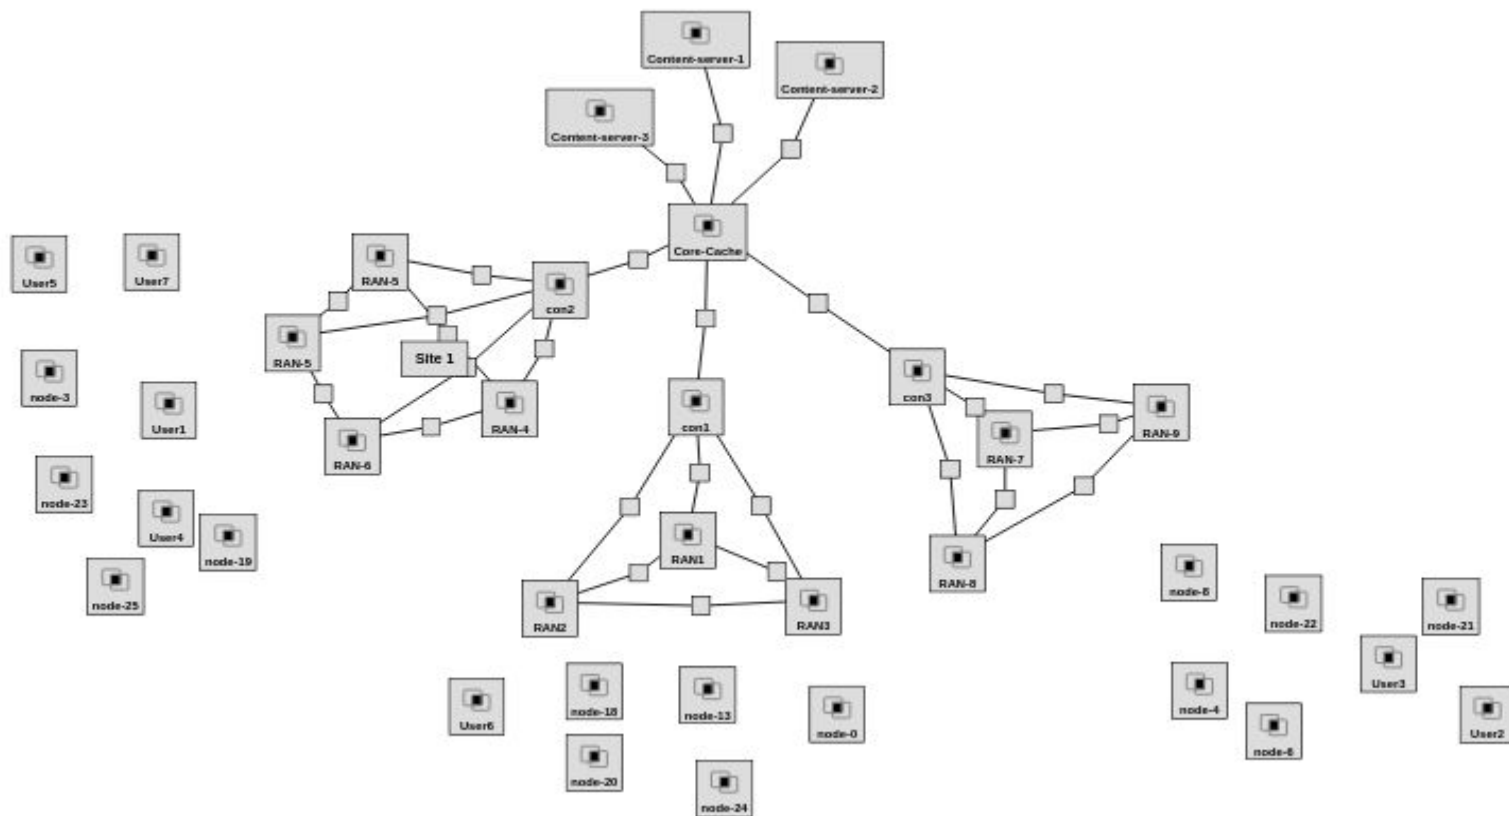 Content-server-1
Content-server-2
Content-server-3
Core-Cache
User5
User7
RAN-5
con2
RAN-5
Site 1
node-3
User1
RAN-4
RAN-6
con1
con3
RAN-7
RAN-9
node-23
User4
node-19
node-25
RAN1
RAN2
RAN3
RAN-8
node-8
node-22
node-21
User3
User6
node-18
node-13
node-0
node-4
node-6
User2
node-20
node-24